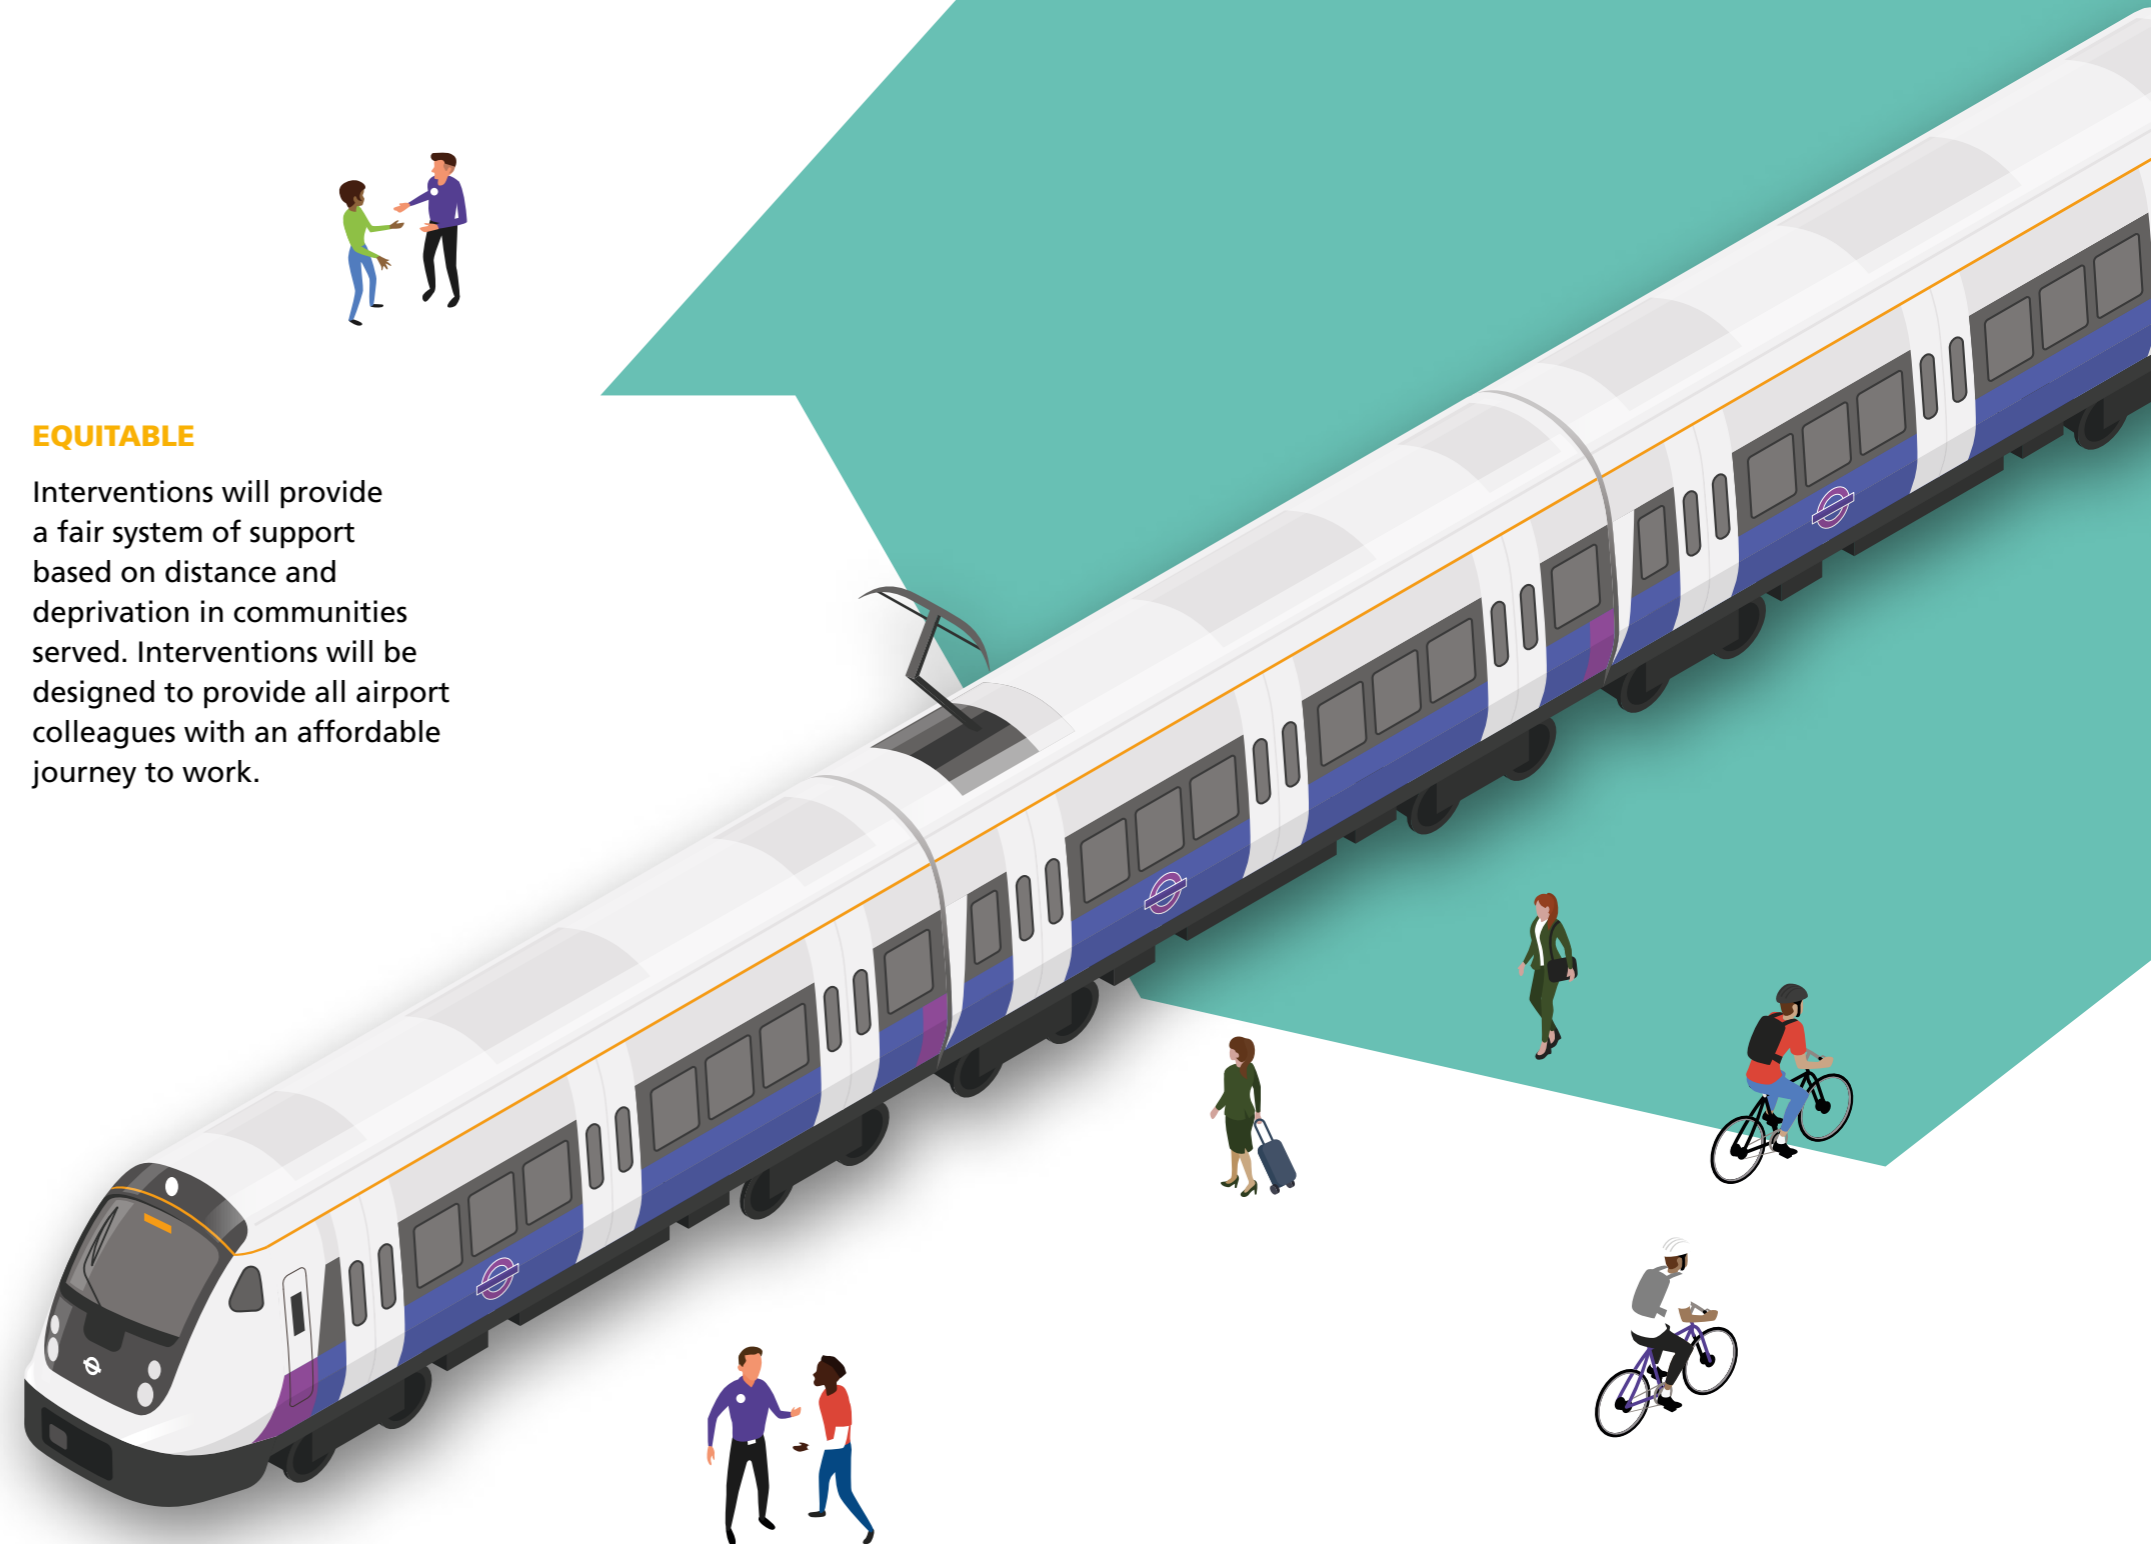 EQUITABLE
Interventions will provide
a fair system of support
based on distance and
deprivation in communities
served. Interventions will be
designed to provide all airport
colleagues with an affordable
journey to work.